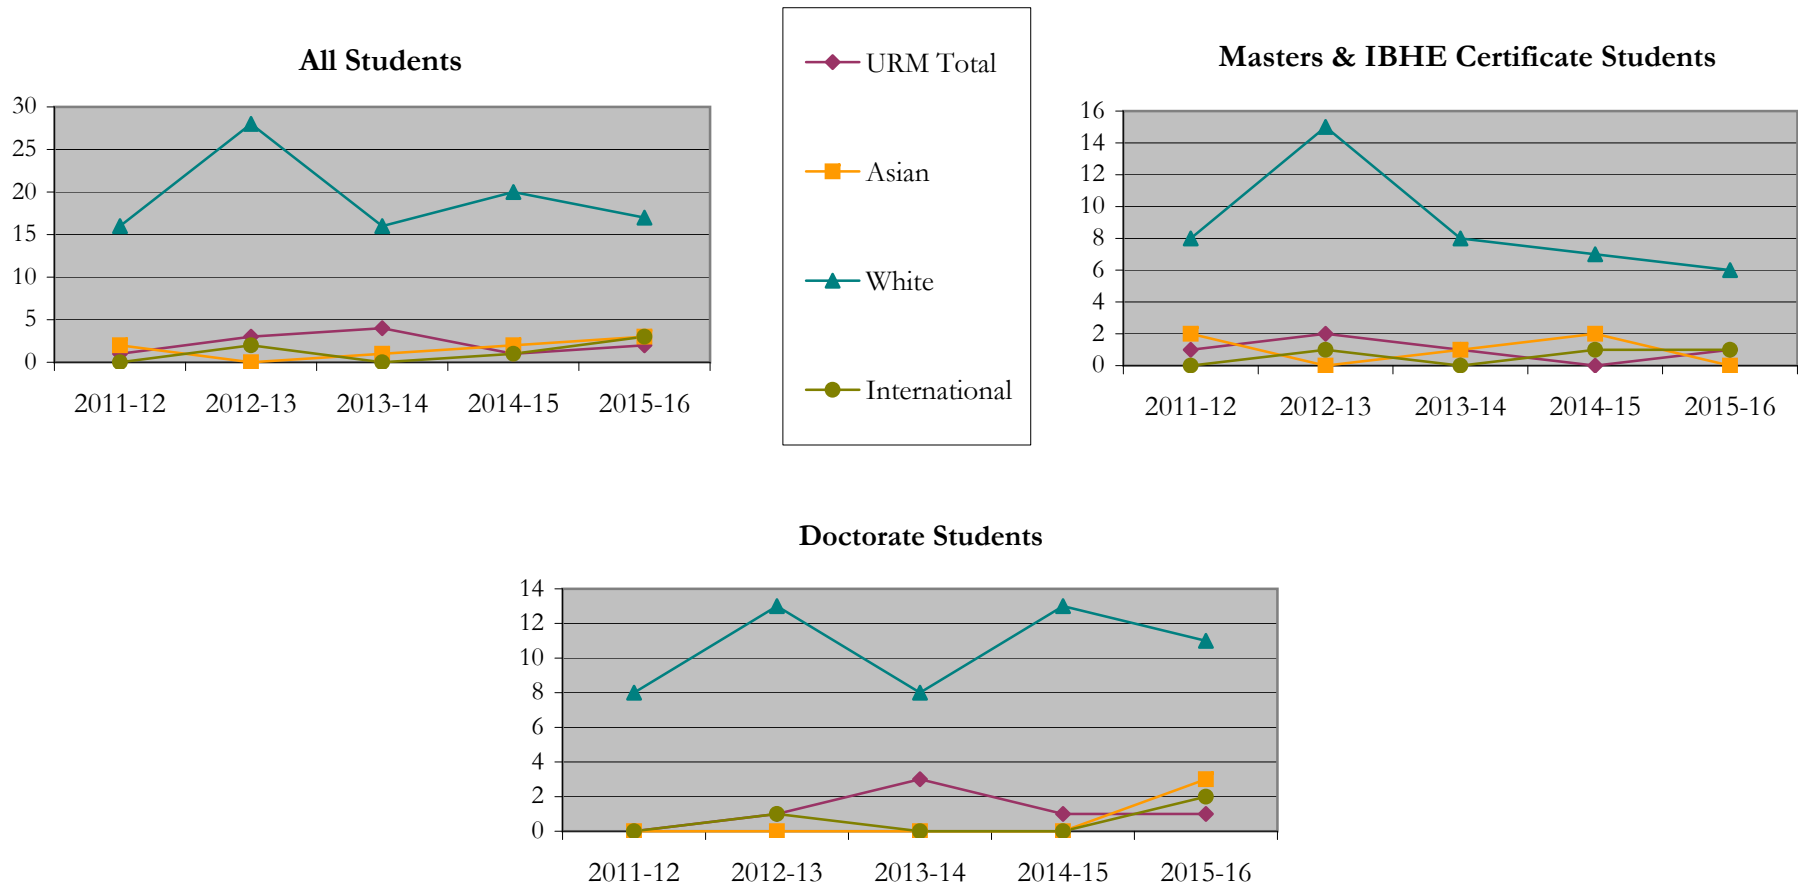 All Students
30
25
20
15
10
5
0
2011-12 2012-13 2013-14 2014-15 2015-16
URM Total
Asian
White
International
Masters & IBHE Certificate Students
16
14
12
10
8
6
4
2
0
2011-12 2012-13 2013-14 2014-15 2015-16
Doctorate Students
14
12
10
8
6
4
2
0
2011-12 2012-13 2013-14 2014-15 2015-16